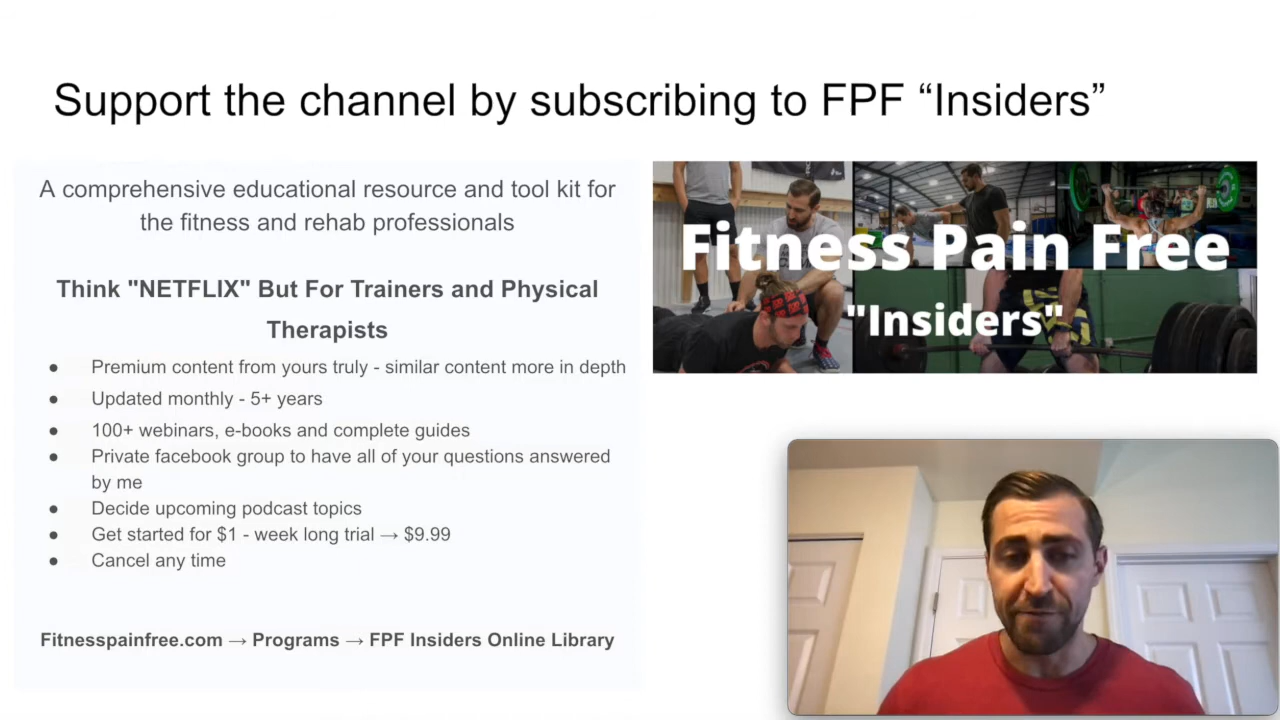 Support the channel by subscribing to FPF “Insiders”
A comprehensive educational resource and tool kit for
the fitness and rehab professionals
Think "NETFLIX" But For Trainers and Physical
Therapists
● Premium content from yours truly - similar content more in depth
● Updated monthly - 5+ years
● 100+ webinars, e-books and complete guides
● Private facebook group to have all of your questions answered
by me
● Decide upcoming podcast topics
● Get started for $1 - week long trial → $9.99
● Cancel any time
Fitnesspainfree.com → Programs → FPF Insiders Online Library
Fitness Pain Free
"Insiders"